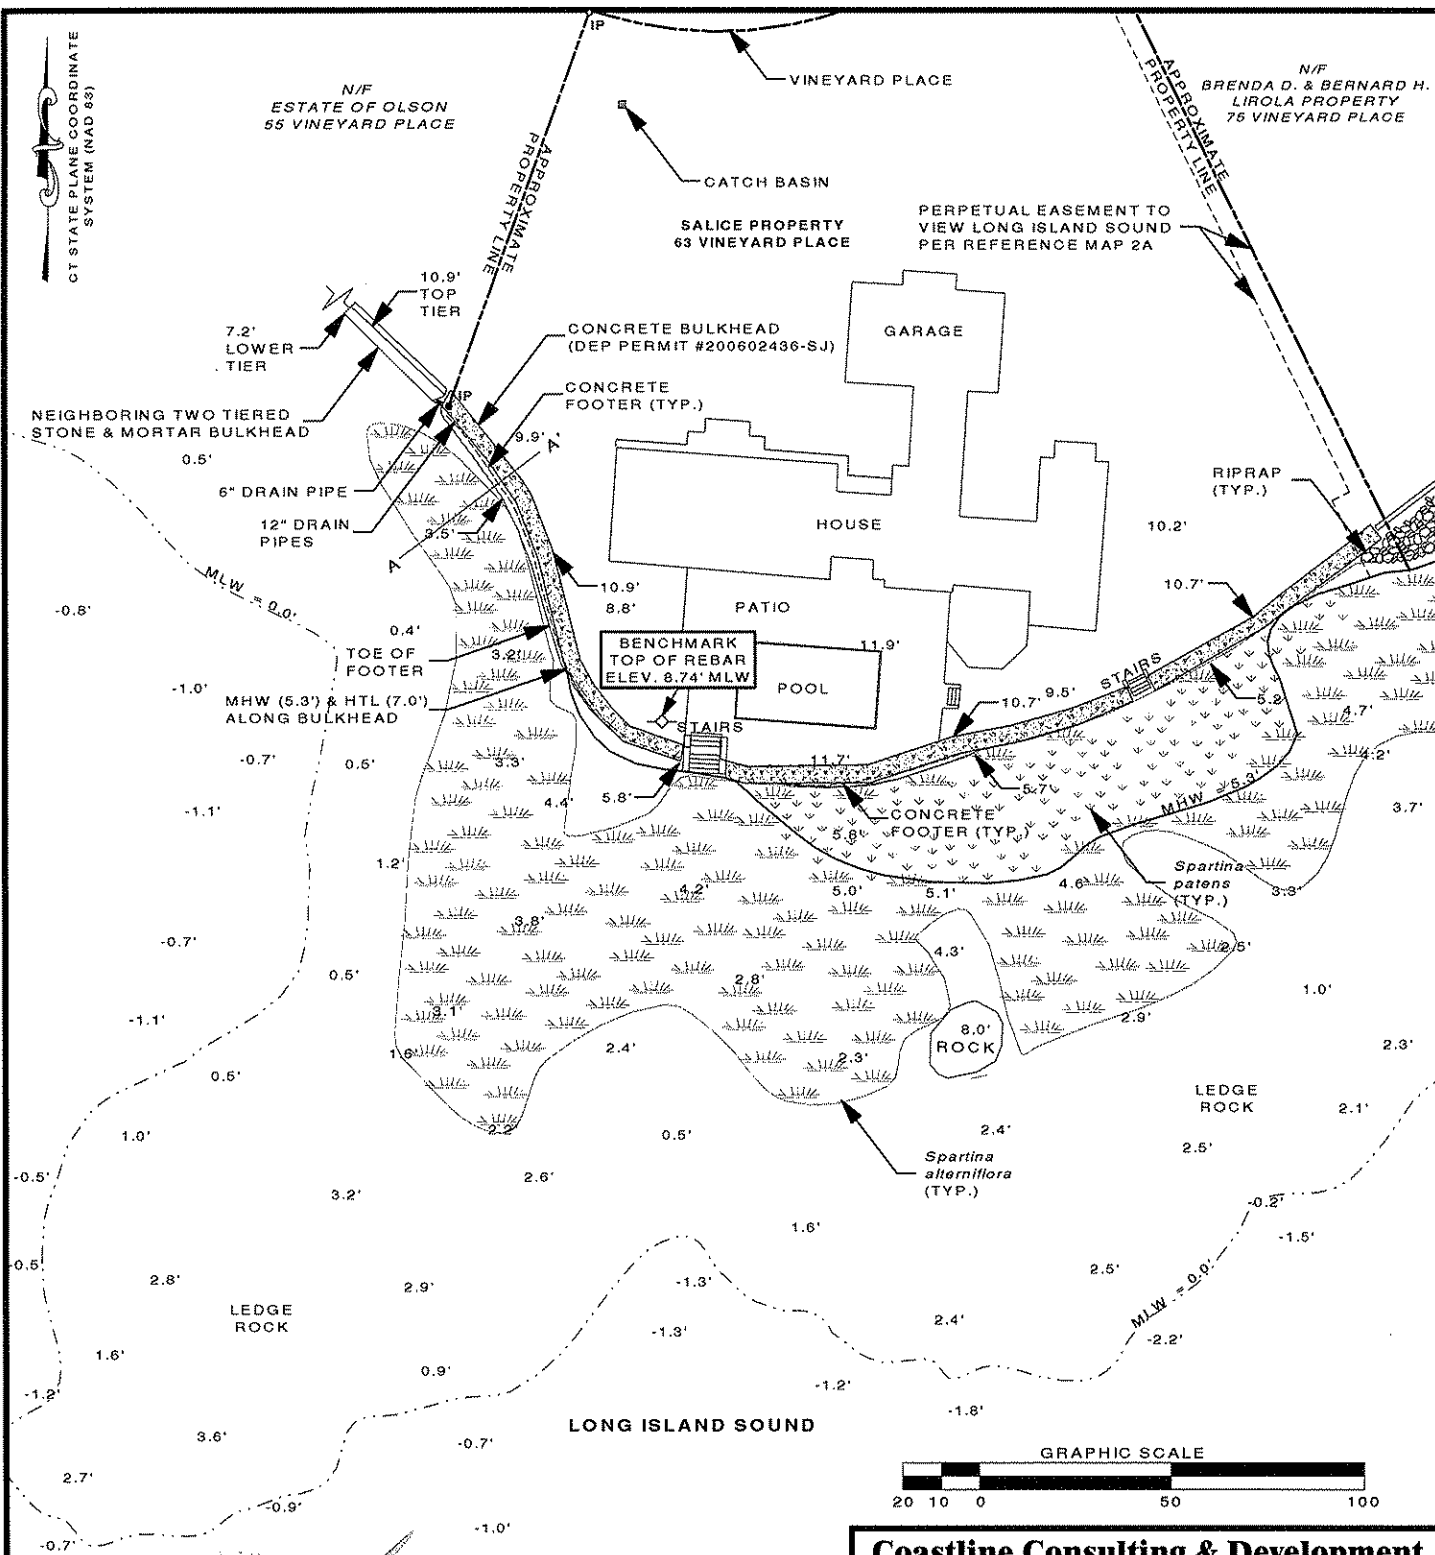 CT STATE PLANE COORDINATE
SYSTEM (NAD 83)
N/F
ESTATE OF OLSON
55 VINEYARD PLACE
IP
VINEYARD PLACE
N/F
BRENDA D. & BERNARD H.
LIROLA PROPERTY
75 VINEYARD PLACE
APPROXIMATE
PROPERTY LINE
APPROXIMATE
PROPERTY LINE
CATCH BASIN
SALICE PROPERTY
63 VINEYARD PLACE
PERPETUAL EASEMENT TO
VIEW LONG ISLAND SOUND
PER REFERENCE MAP 2A
10.9'
TOP
TIER
7.2'
LOWER
TIER
CONCRETE BULKHEAD
(DEP PERMIT #200602436-SJ)
GARAGE
CONCRETE
FOOTER (TYP.)
IP
NEIGHBORING TWO TIERED
STONE & MORTAR BULKHEAD
9.9'
A'
0.5'
6" DRAIN PIPE
12" DRAIN
PIPES
3.5'
A
HOUSE
RIPRAP
(TYP.)
10.2'
MLW = 0.0'
-0.8'
10.9'
8.8'
PATIO
10.7'
0.4'
TOE OF
FOOTER
3.2'
BENCHMARK
TOP OF REBAR
ELEV. 8.74' MLW
11.9'
POOL
STAIRS
-1.0'
MHW (5.3') & HTL (7.0')
ALONG BULKHEAD
10.7'
9.5'
5.2'
4.7'
STAIRS
-0.7'
0.6'
3.3'
11.7'
4.2'
4.4'
5.8'
5.7'
MHW = 5.3'
3.7'
-1.1'
CONCRETE
FOOTER (TYP.)
5.8'
1.2'
Spartina
patens
(TYP.)
4.2'
5.0'
5.1'
4.6'
3.3'
3.8'
-0.7'
4.3'
2.5'
0.5'
2.8'
1.0'
-1.1'
3.1'
2.9'
8.0'
ROCK
1.6'
2.4'
2.3'
2.3'
0.5'
LEDGE
ROCK
2.1'
1.0'
2.2'
0.5'
2.4'
2.5'
Spartina
alterniflora
(TYP.)
-0.5'
2.6'
3.2'
-0.2'
1.6'
-1.5'
-0.5'
2.8'
2.9'
-1.3'
2.5'
MLW = 0.0'
LEDGE
ROCK
2.4'
-1.3'
-2.2'
1.6'
0.9'
-1.2'
-1.2'
-1.8'
LONG ISLAND SOUND
3.6'
-0.7'
GRAPHIC SCALE
2.7'
20 10 0 50 100
-0.9'
-1.0'
-0.7'
Coastline Consulting & Development